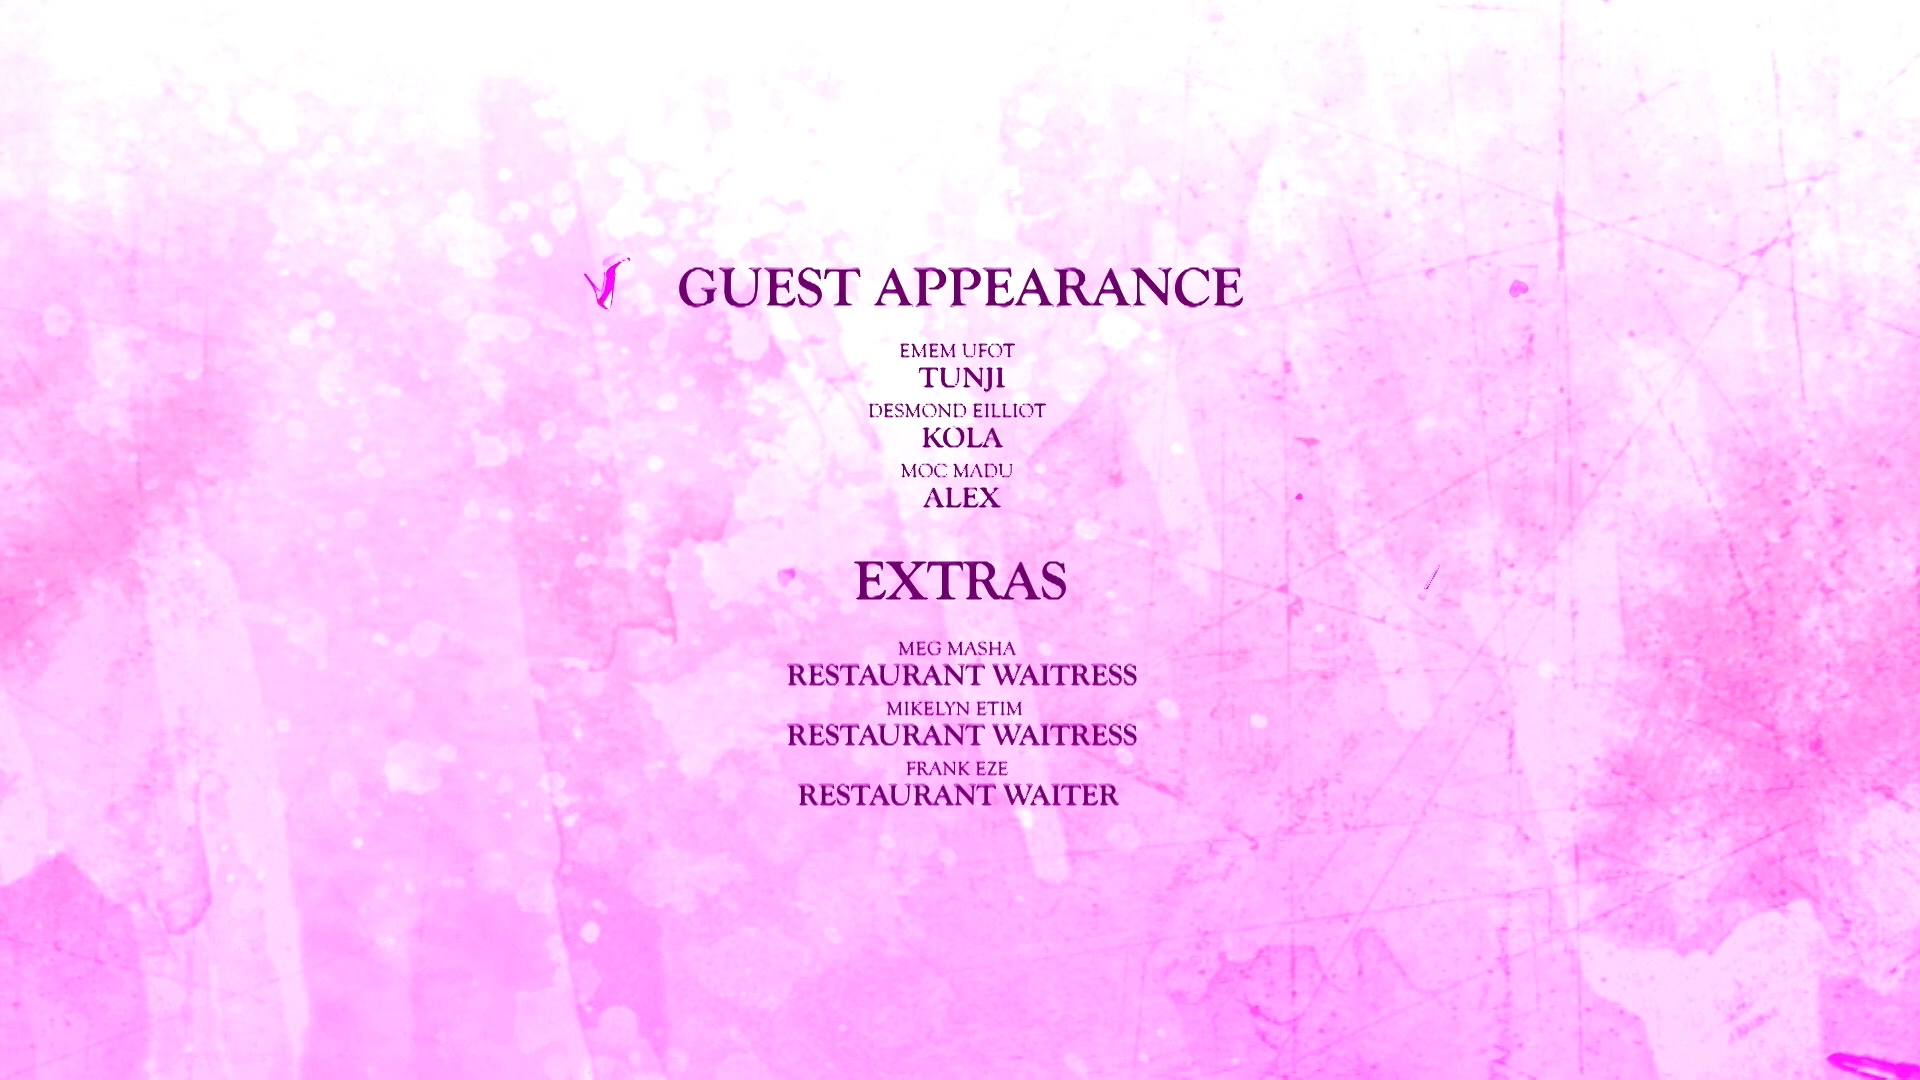 GUEST APPEARANCE
EMEM UFOT
TUNJI
DESMOND EILLIOT
KOLA
MOC MADU
ALEX
EXTRAS
MEG MASHA
RESTAURANT WAITRESS
MIKELYN ETIM
RESTAURANT WAITRESS
FRANK EZE
RESTAURANT WAITER